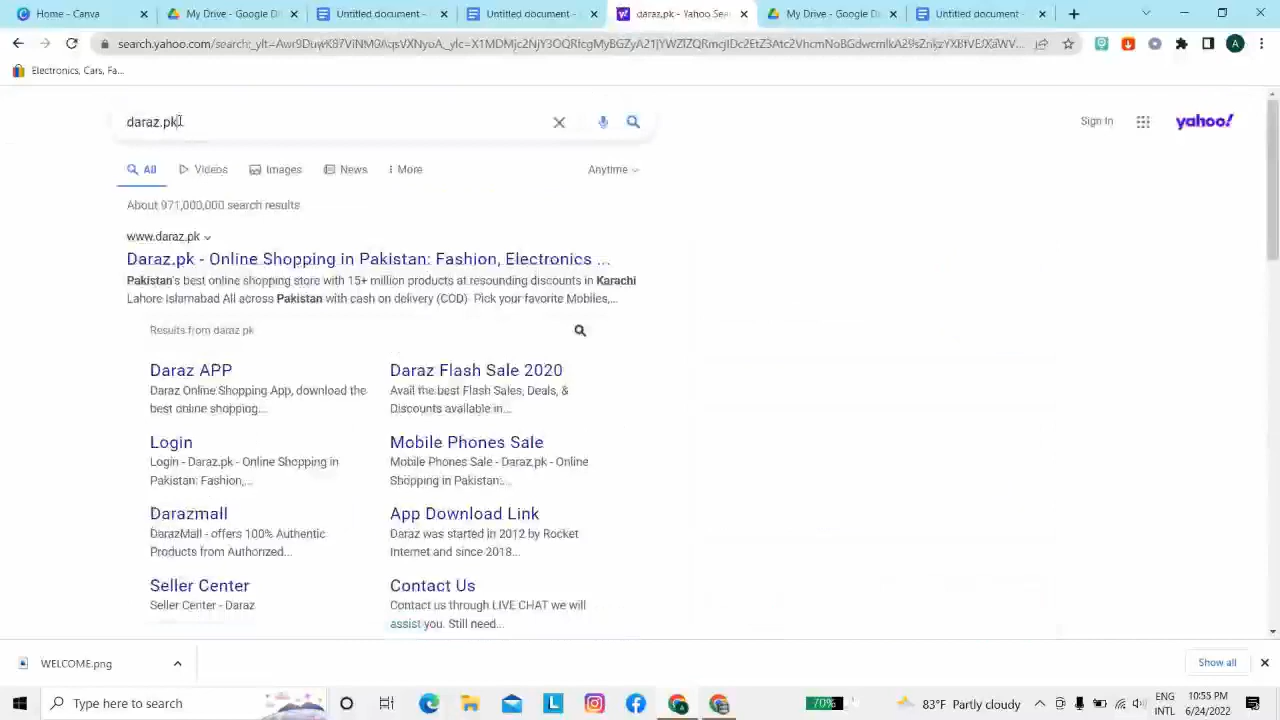 Home - Canva
My Drive - Google D
Untitled document -
Untitled document -
daraz.pk - Yahoo Sea
My Drive - Google D
Untitled document -
Electronics, Cars, Fa...
daraz.pk
Sign In
yahoo!
All
Videos
Images
News
More
Anytime
About 971,000,000 search results
www.daraz.pk
Daraz.pk - Online Shopping in Pakistan: Fashion, Electronics ...
Pakistan's best online shopping store with 15+ million products at resounding discounts in Karachi
Lahore islamabad All across Pakistan with cash on delivery (COD) Pick your favorite Mobiles,...
Results from daraz pk
Daraz APP
Daraz Online Shopping App, download the
best online shopping...
Daraz Flash Sale 2020
Avail the best Flash Sales, Deals, &
Discounts available in...
Login
Login - Daraz.pk - Online Shopping in
Pakistan: Fashion,...
Mobile Phones Sale
Mobile Phones Sale - Daraz.pk - Online
Shopping in Pakistan:...
Darazmall
DarazMall - offers 100% Authentic
Products from Authorized...
App Download Link
Daraz was started in 2012 by Rocket
Internet and since 2018...
Seller Center
Seller Center - Daraz
Contact Us
Contact us through LIVE CHAT we will
assist you. Still need...
WELCOME.png
Show all
Type here to search
70%
83°F Partly cloudy
ENG
INTL
10:55 PM
6/24/2022